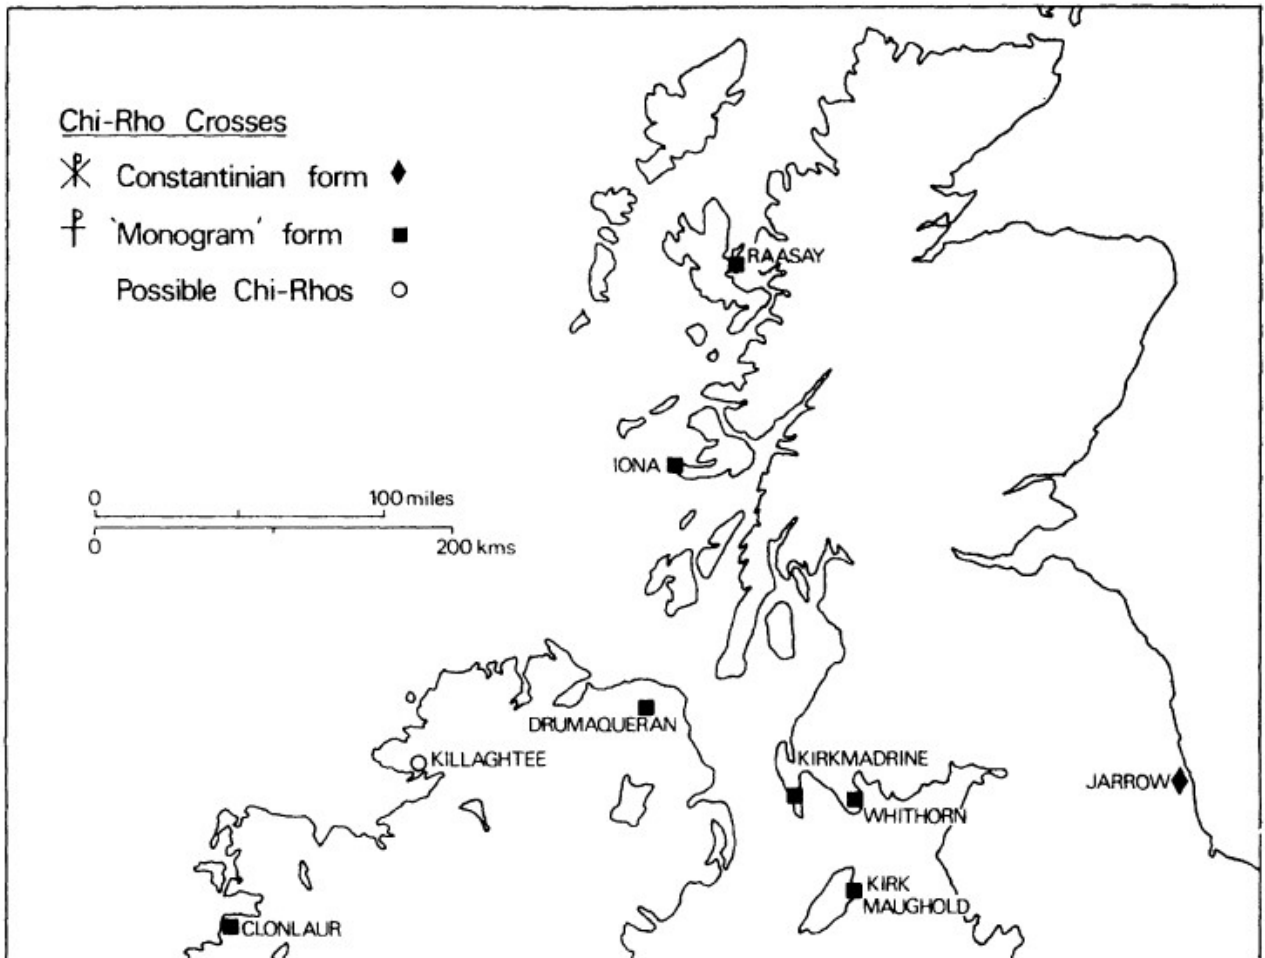 Chi-Rho Crosses
Constantinian form
'Monogram' form
Possible Chi-Rhos
RAASAY
IONA
0 100 miles
0 200 kms
DRUMAQUERAN
KILLAGHTEE
KIRKMADRINE
JARROW
WHITHORN
KIRK
MAUGHOLD
CLONLAUR